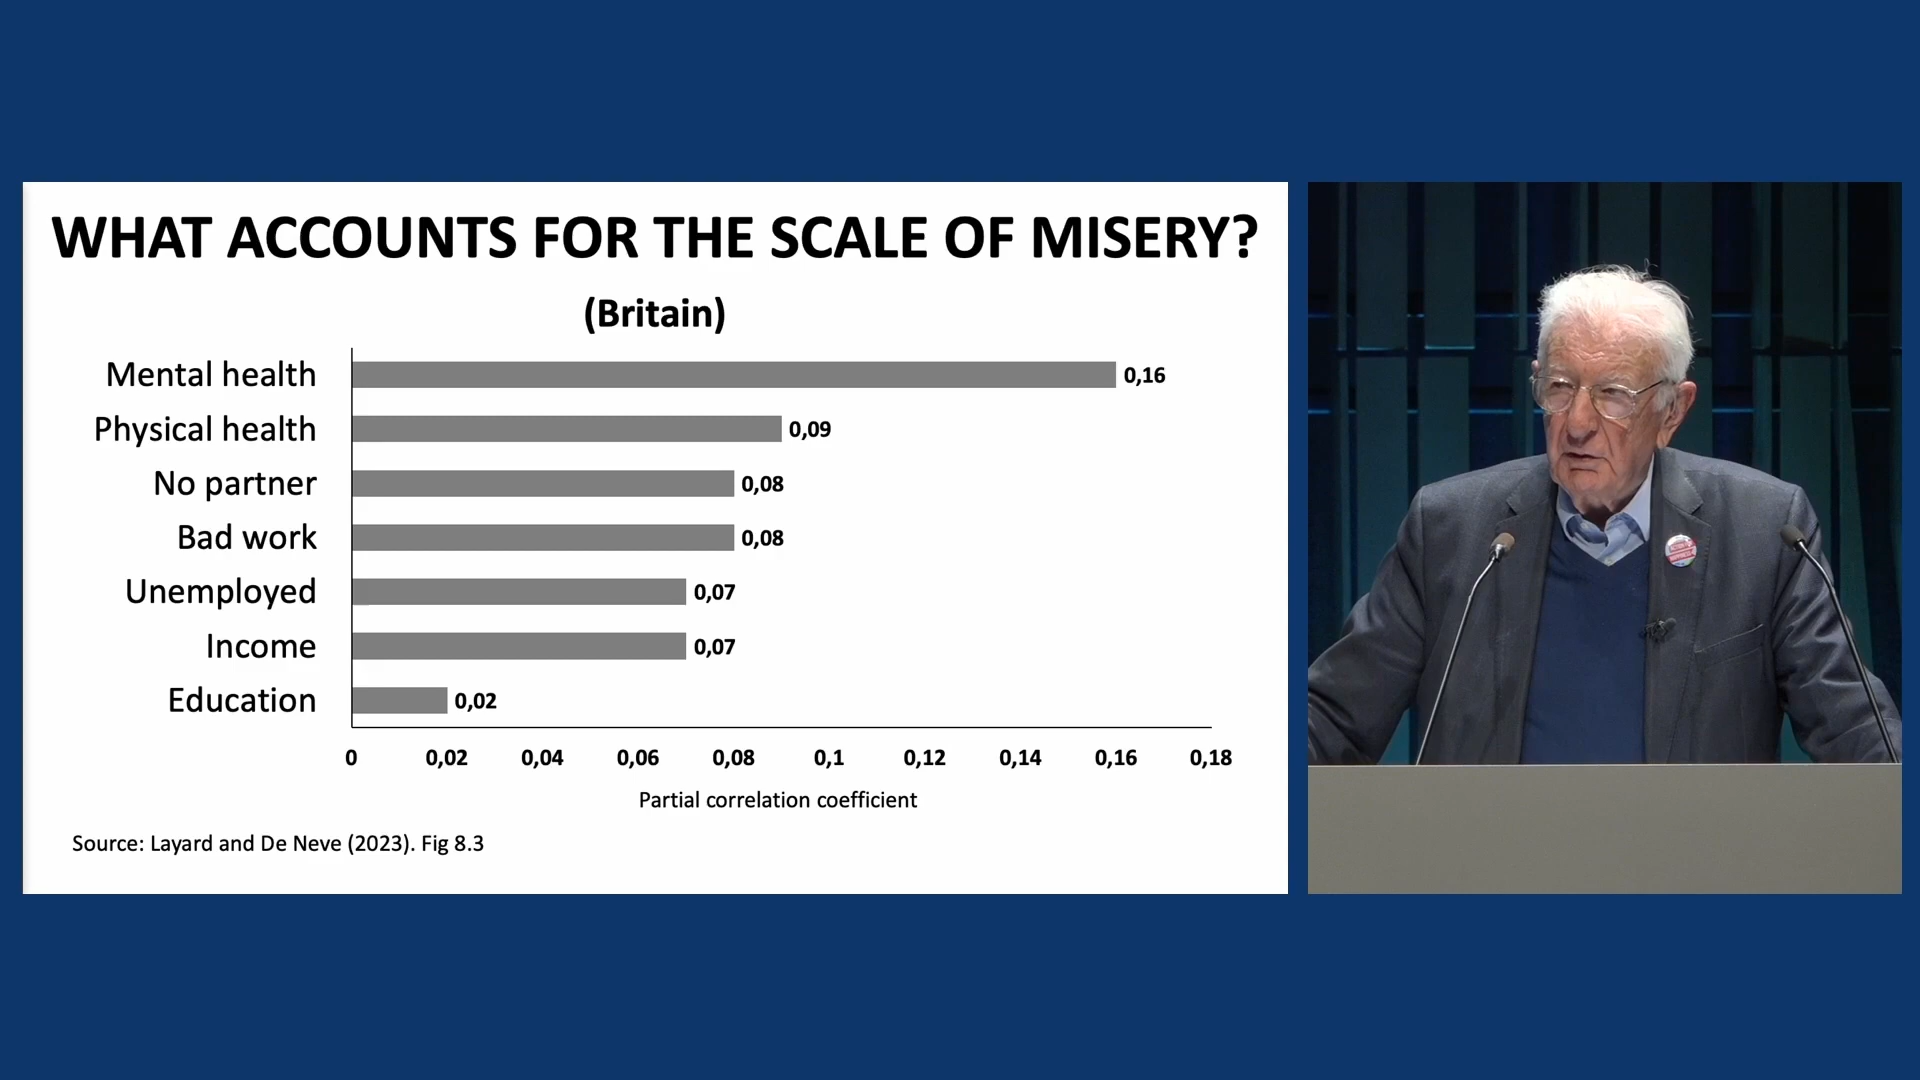 WHAT ACCOUNTS FOR THE SCALE OF MISERY?
(Britain)
Mental health 0,16
Physical health 0,09
No partner 0,08
Bad work 0,08
Unemployed 0,07
Income 0,07
Education 0,02
0 0,02 0,04 0,06 0,08 0,1 0,12 0,14 0,16 0,18
Partial correlation coefficient
Source: Layard and De Neve (2023). Fig 8.3